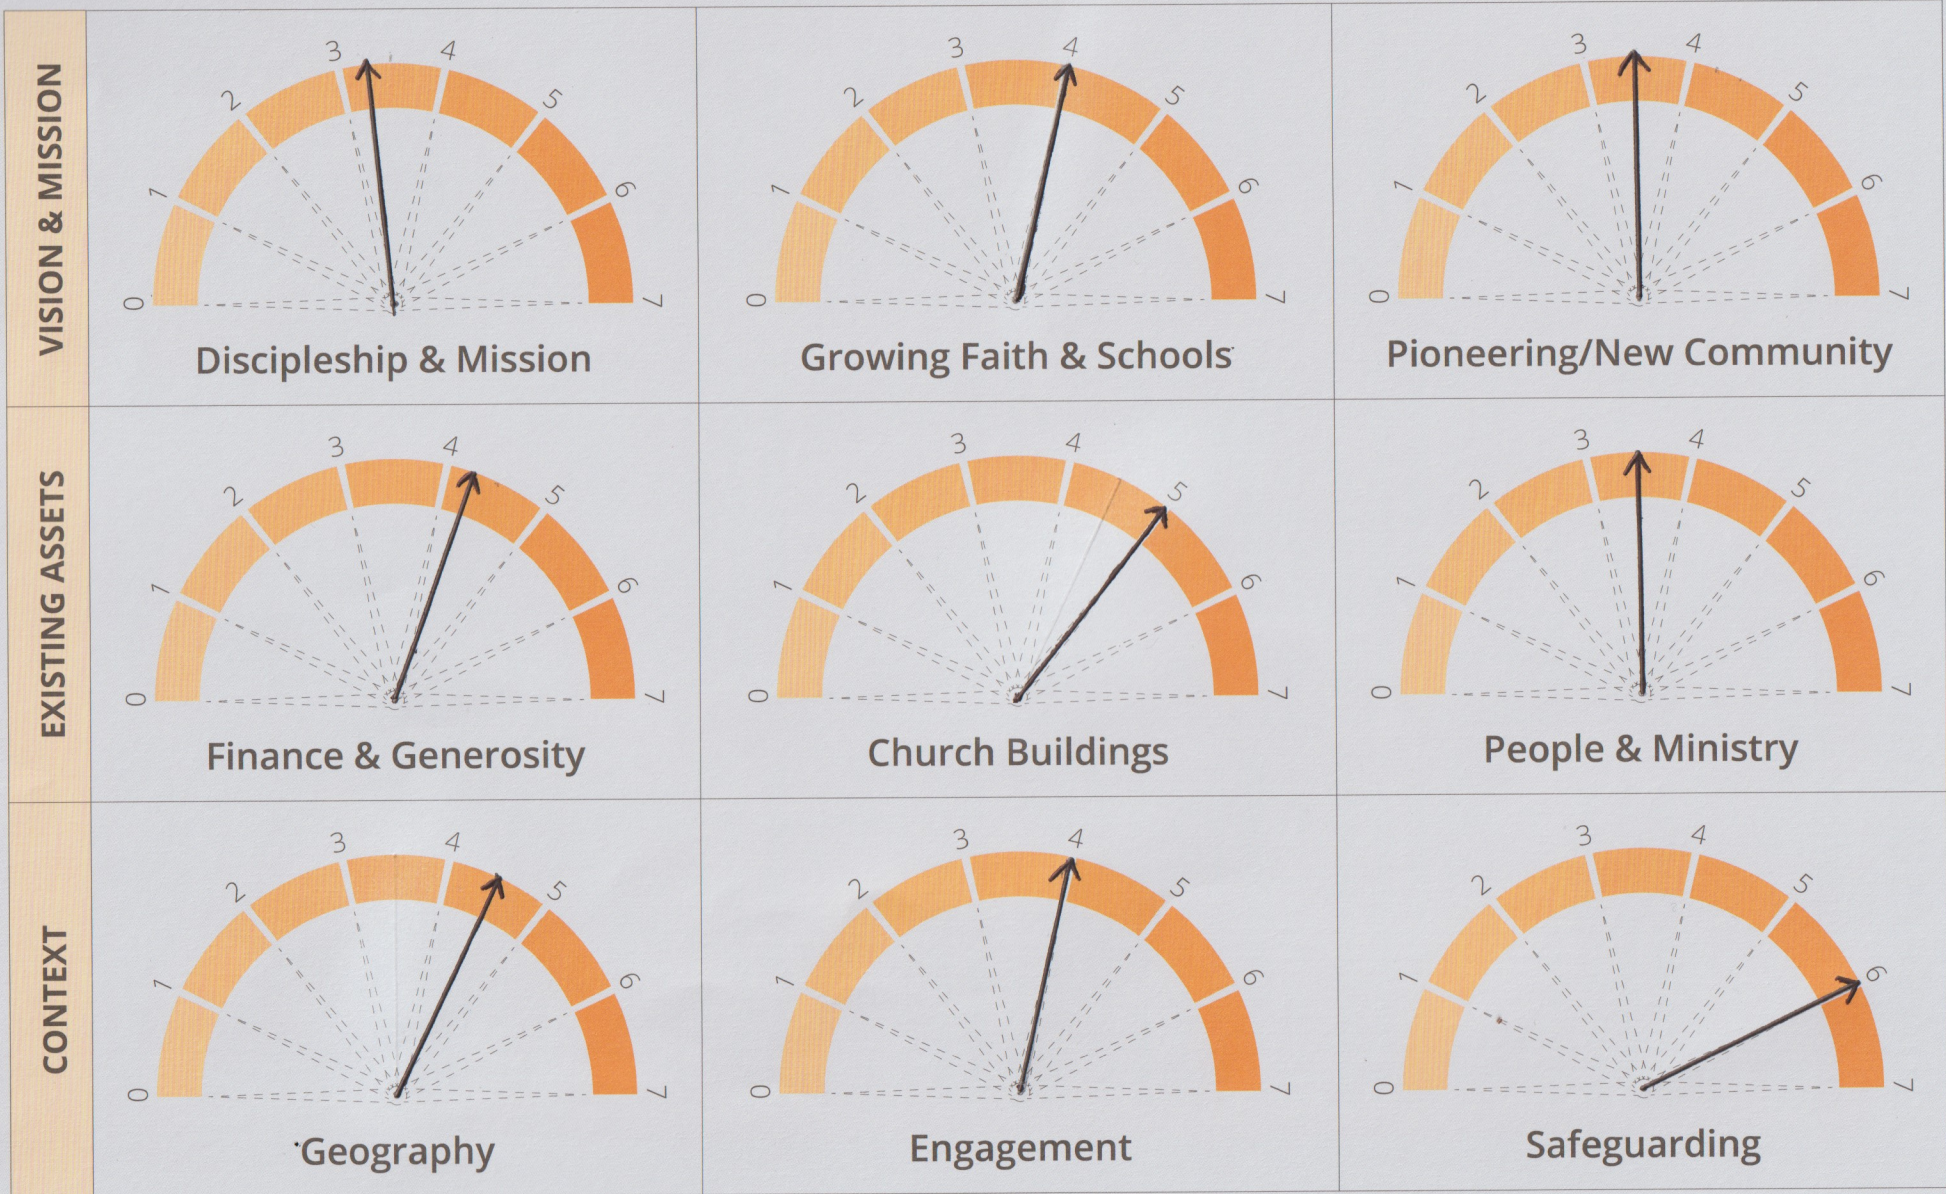 VISION & MISSION
0 1 2 3 4 5 6 7
Discipleship & Mission
0 1 2 3 4 5 6 7
Growing Faith & Schools
0 1 2 3 4 5 6 7
Pioneering/New Community
EXISTING ASSETS
0 1 2 3 4 5 6 7
Finance & Generosity
0 1 2 3 4 5 6 7
Church Buildings
0 1 2 3 4 5 6 7
People & Ministry
CONTEXT
0 1 2 3 4 5 6 7
Geography
0 1 2 3 4 5 6 7
Engagement
0 1 2 3 4 5 6 7
Safeguarding